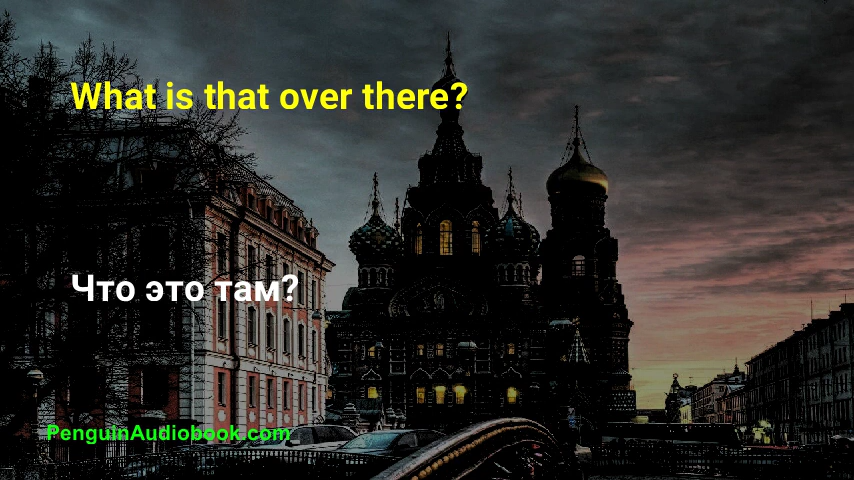 What is that over there?
Что это там?
PenguinAudiobook.com